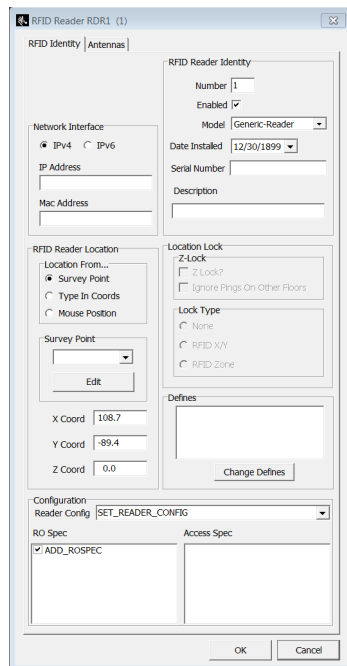 RFID Reader RDR1 (1)
RFID Identity
Antennas
RFID Reader Identity
Number 1
Enabled
Model Generic-Reader
Date Installed 12/30/1899
Serial Number
Description
Network Interface
IPv4 IPv6
IP Address
Mac Address
RFID Reader Location
Location From...
Survey Point
Type In Coords
Mouse Position
Survey Point
Edit
X Coord 108.7
Y Coord -89.4
Z Coord 0.0
Location Lock
Z-Lock
Z Lock?
Ignore Pings On Other Floors
Lock Type
None
RFID X/Y
RFID Zone
Defines
Change Defines
Configuration
Reader Config SET_READER_CONFIG
RO Spec
Access Spec
ADD_ROSPEC
OK
Cancel